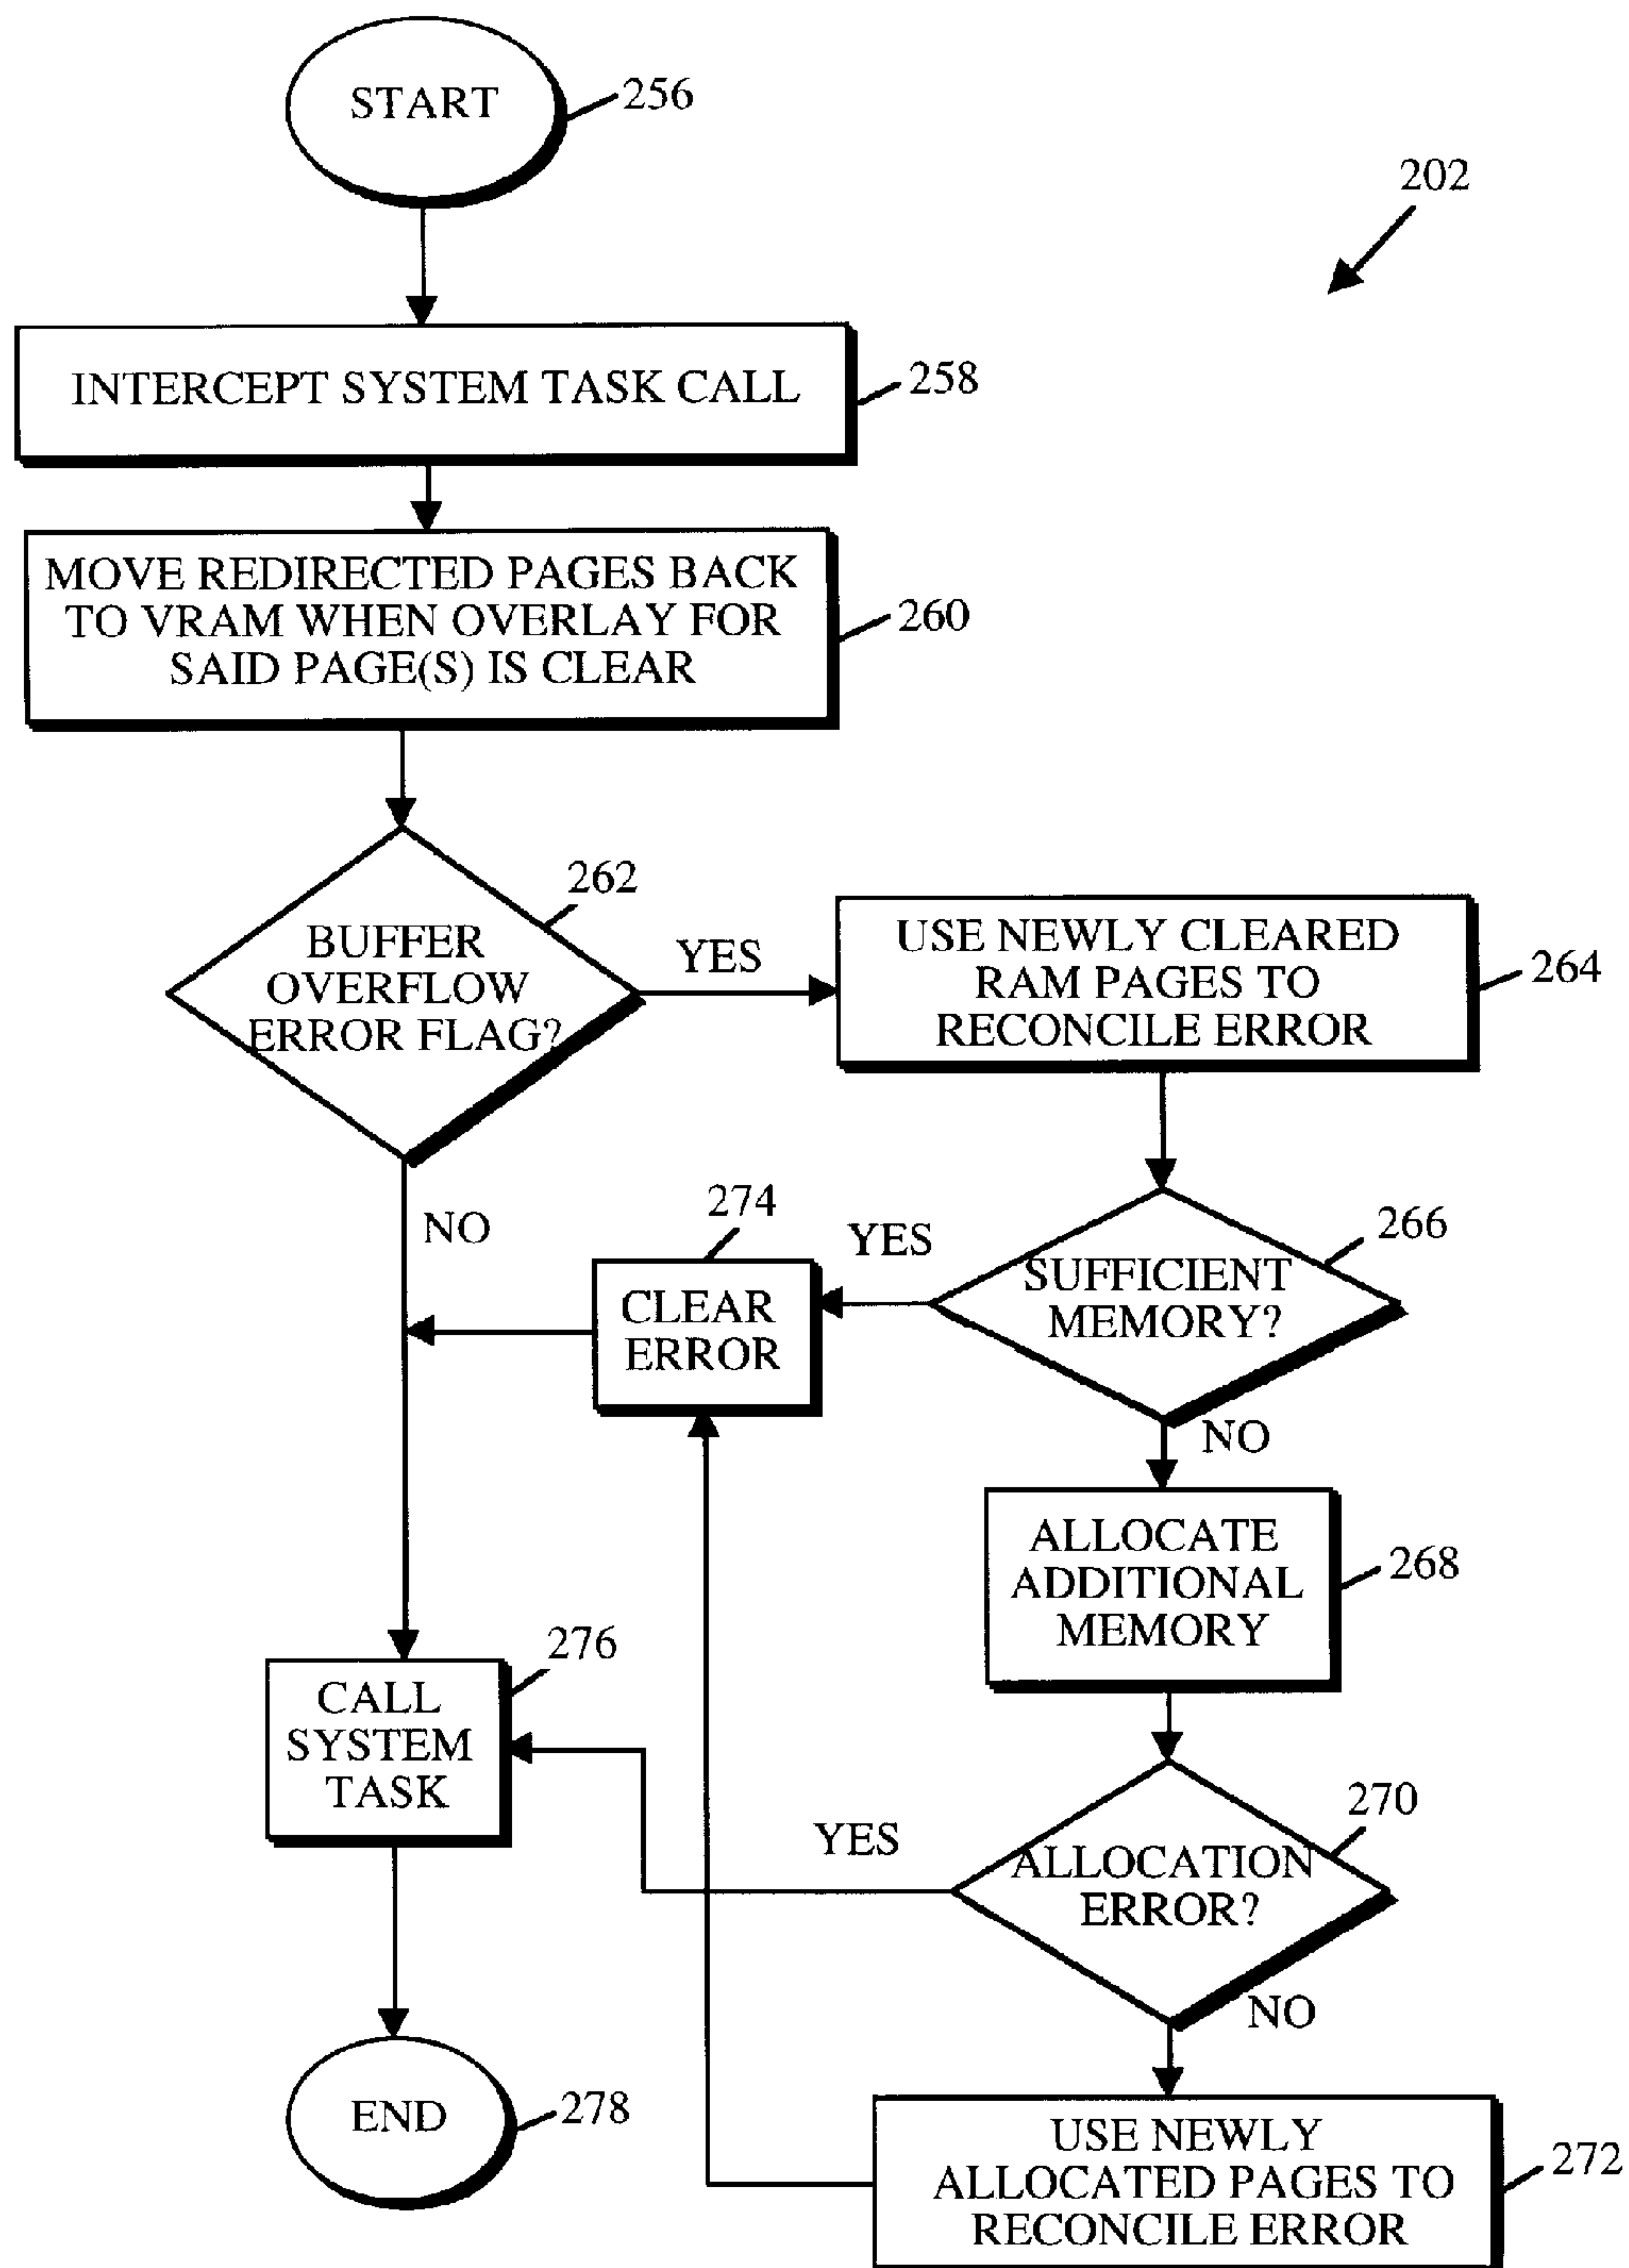 START
256
202
INTERCEPT SYSTEM TASK CALL
258
MOVE REDIRECTED PAGES BACK
TO VRAM WHEN OVERLAY FOR
SAID PAGE(S) IS CLEAR
260
262
BUFFER
OVERFLOW
ERROR FLAG?
YES
USE NEWLY CLEARED
RAM PAGES TO
RECONCILE ERROR
264
NO
274
YES
266
CLEAR
ERROR
SUFFICIENT
MEMORY?
NO
ALLOCATE
ADDITIONAL
MEMORY
268
276
CALL
SYSTEM
TASK
YES
270
ALLOCATION
ERROR?
NO
END
278
USE NEWLY
ALLOCATED PAGES TO
RECONCILE ERROR
272